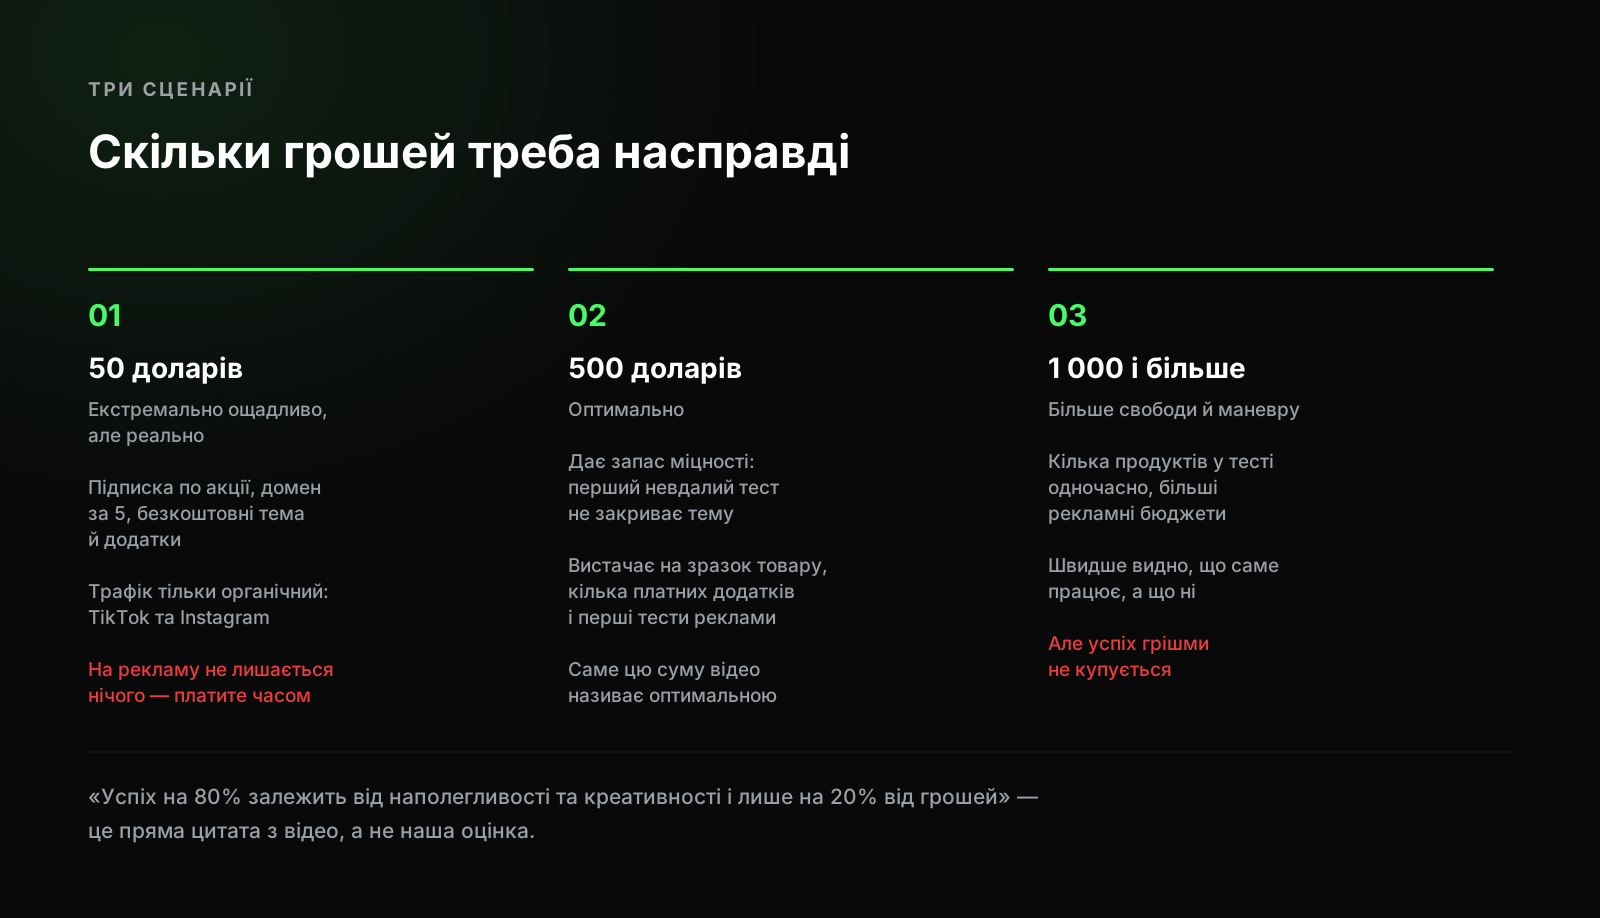 ТРИ СЦЕНАРІЇ
Скільки грошей треба насправді
01
50 доларів
Екстремально ощадливо,
але реально
Підписка по акції, домен
за 5, безкоштовні тема
й додатки
Трафік тільки органічний:
TikTok та Instagram
На рекламу не лишається
нічого — платите часом
02
500 доларів
Оптимально
Дає запас міцності:
перший невдалий тест
не закриває тему
Вистачає на зразок товару,
кілька платних додатків
і перші тести реклами
Саме цю суму відео
називає оптимальною
03
1 000 і більше
Більше свободи й маневру
Кілька продуктів у тесті
одночасно, більші
рекламні бюджети
Швидше видно, що саме
працює, а що ні
Але успіх грішми
не купується
«Успіх на 80% залежить від наполегливості та креативності і лише на 20% від грошей» —
це пряма цитата з відео, а не наша оцінка.